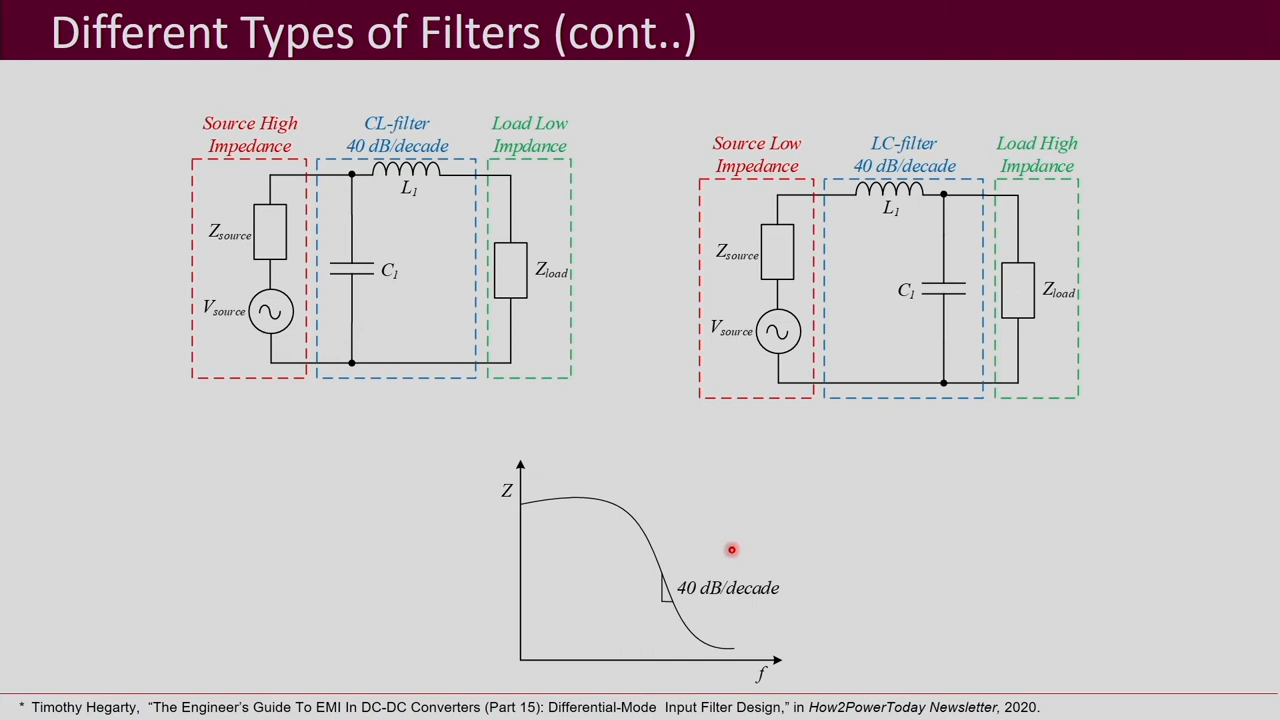 Different Types of Filters (cont..)
Source High
Impedance
CL-filter
40 dB/decade
Load Low
Impdance
L1
Zsource
C1
Zload
Vsource
Source Low
Impedance
LC-filter
40 dB/decade
Load High
Impdance
L1
Zsource
C1
Zload
Vsource
Z
40 dB/decade
f
* Timothy Hegarty, “The Engineer’s Guide To EMI In DC-DC Converters (Part 15): Differential-Mode Input Filter Design,” in How2PowerToday Newsletter, 2020.